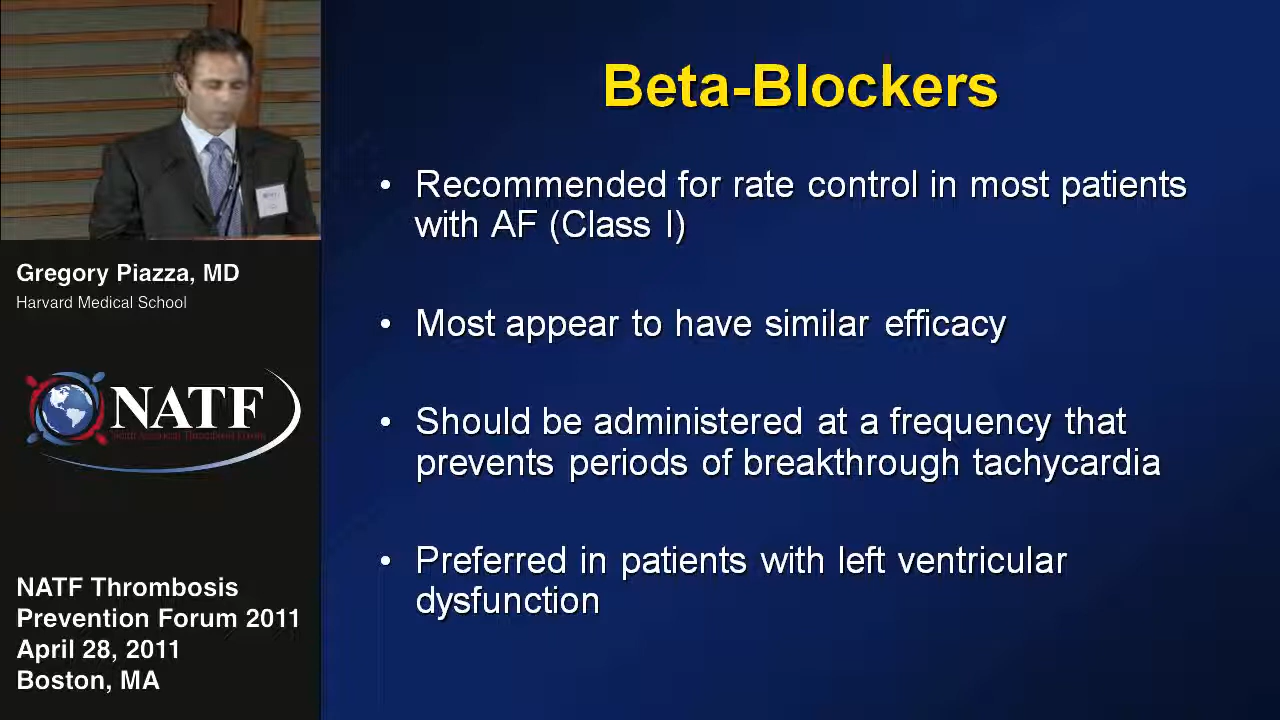 Beta-Blockers
• Recommended for rate control in most patients
with AF (Class I)
• Most appear to have similar efficacy
• Should be administered at a frequency that
prevents periods of breakthrough tachycardia
• Preferred in patients with left ventricular
dysfunction
Gregory Piazza, MD
Harvard Medical School
NATF
NATF Thrombosis
Prevention Forum 2011
April 28, 2011
Boston, MA